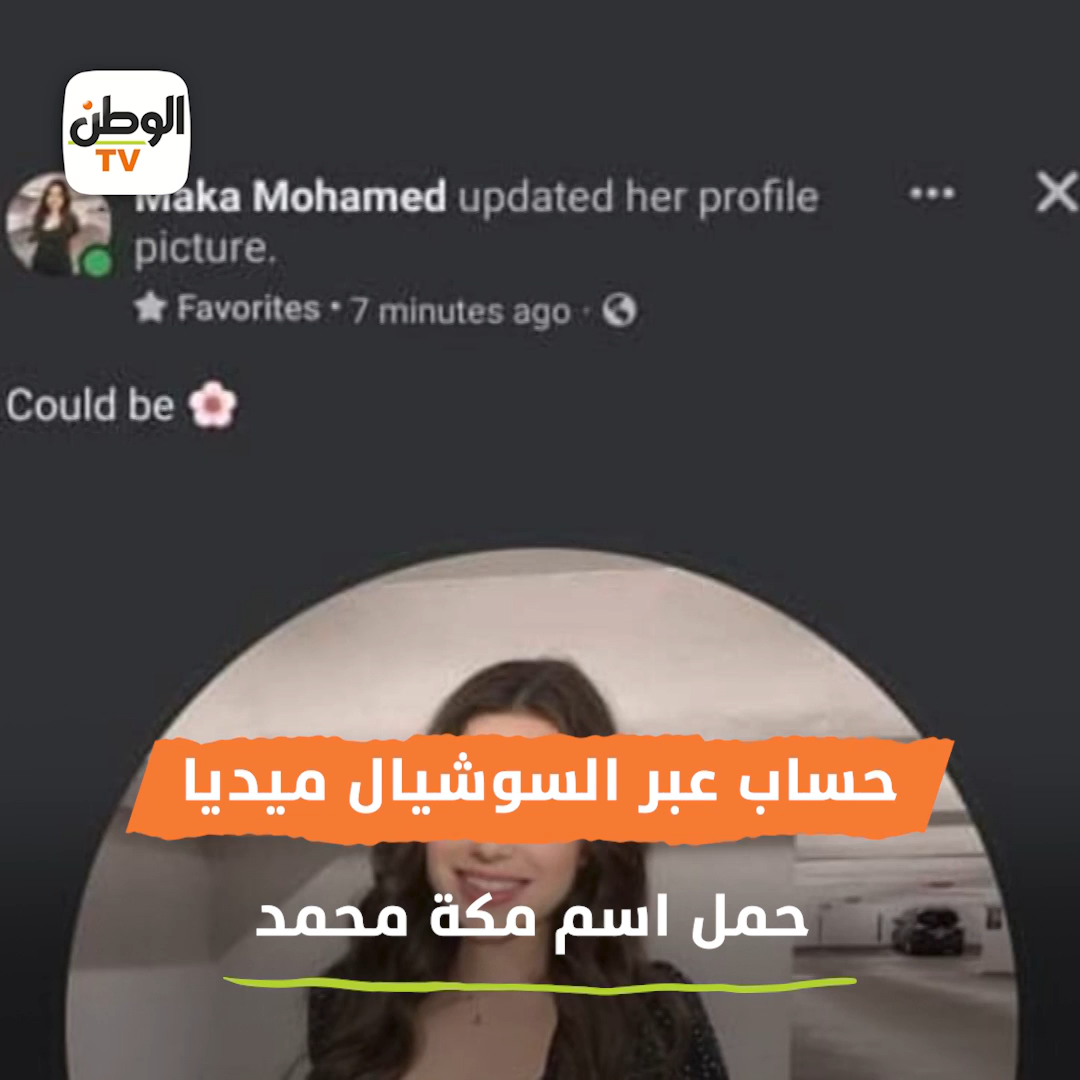 الوطن
TV
Maka Mohamed updated her profile
picture.
Favorites · 7 minutes ago ·
Could be
حساب عبر السوشيال ميديا
حمل اسم مكة محمد